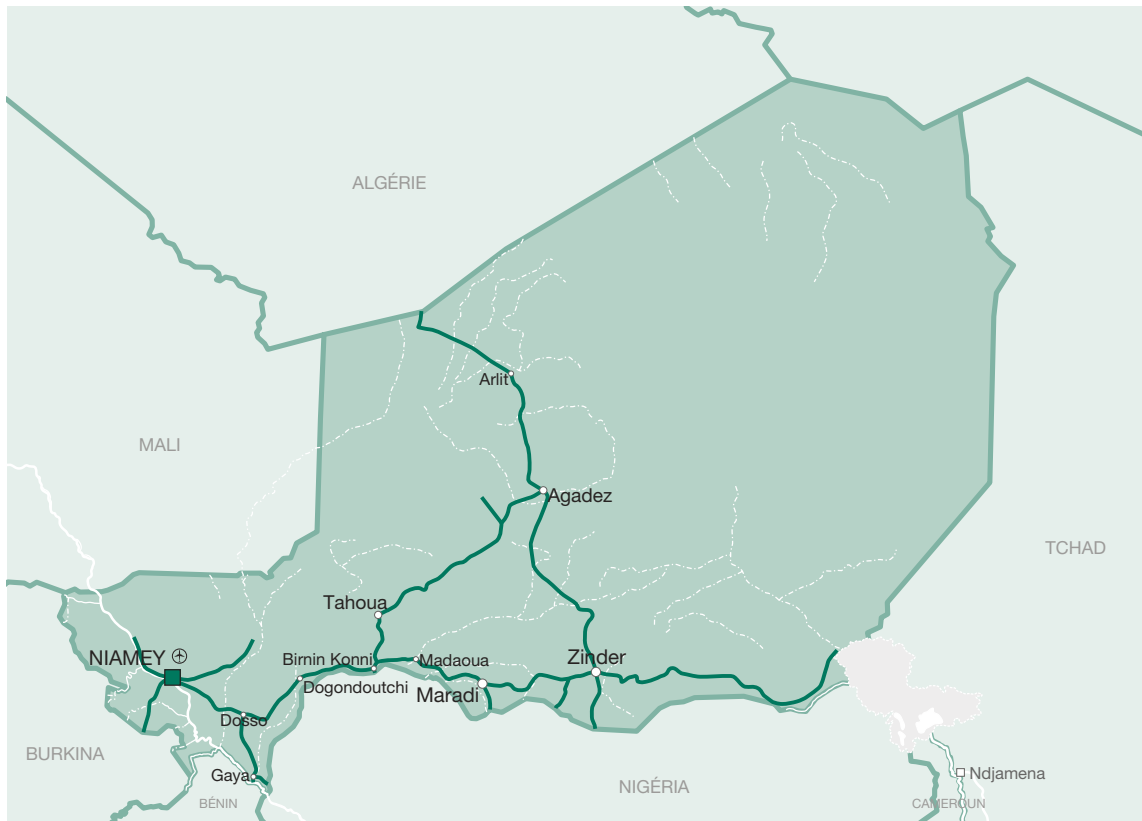 ALGÉRIE
Arlit
MALI
Agadez
TCHAD
Tahoua
NIAMEY
Birnin Konni
Madaoua
Zinder
Dogondoutchi
Maradi
Dosso
BURKINA
Gaya
Ndjamena
NIGÉRIA
BÉNIN
CAMEROUN